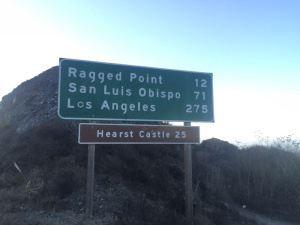 Ragged Point 12
San Luis Obispo 71
Los Angeles 275
Hearst Castle 25